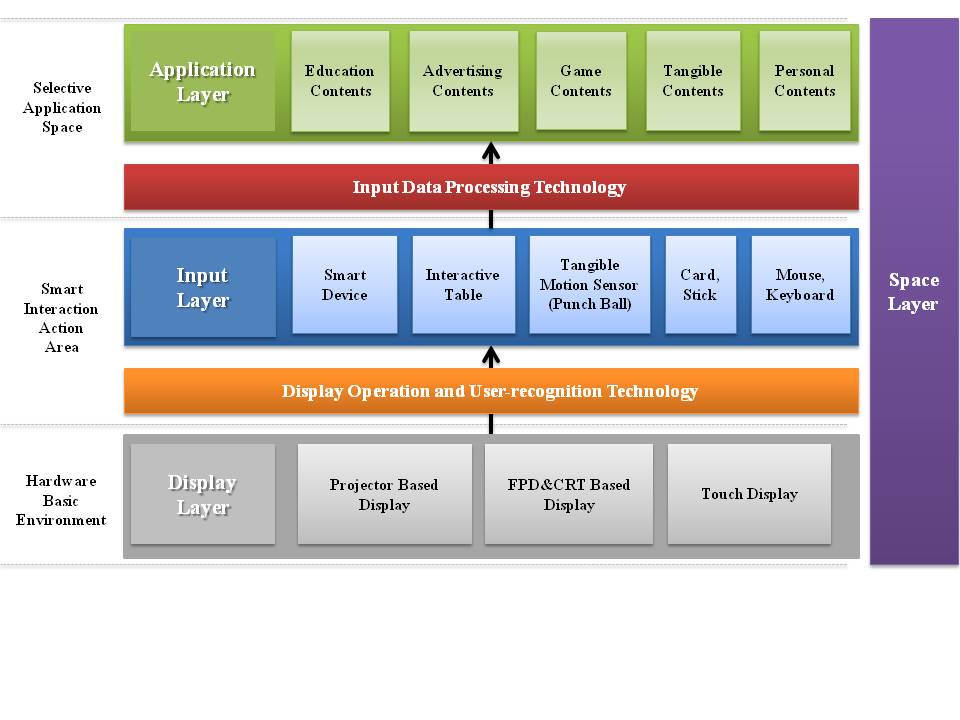 Selective
Application
Space
Application
Layer
Education
Contents
Advertising
Contents
Game
Contents
Tangible
Contents
Personal
Contents
Input Data Processing Technology
Smart
Interaction
Action
Area
Input
Layer
Smart
Device
Interactive
Table
Tangible
Motion Sensor
(Punch Ball)
Card,
Stick
Mouse,
Keyboard
Display Operation and User-recognition Technology
Hardware
Basic
Environment
Display
Layer
Projector Based
Display
FPD&CRT Based
Display
Touch Display
Space
Layer